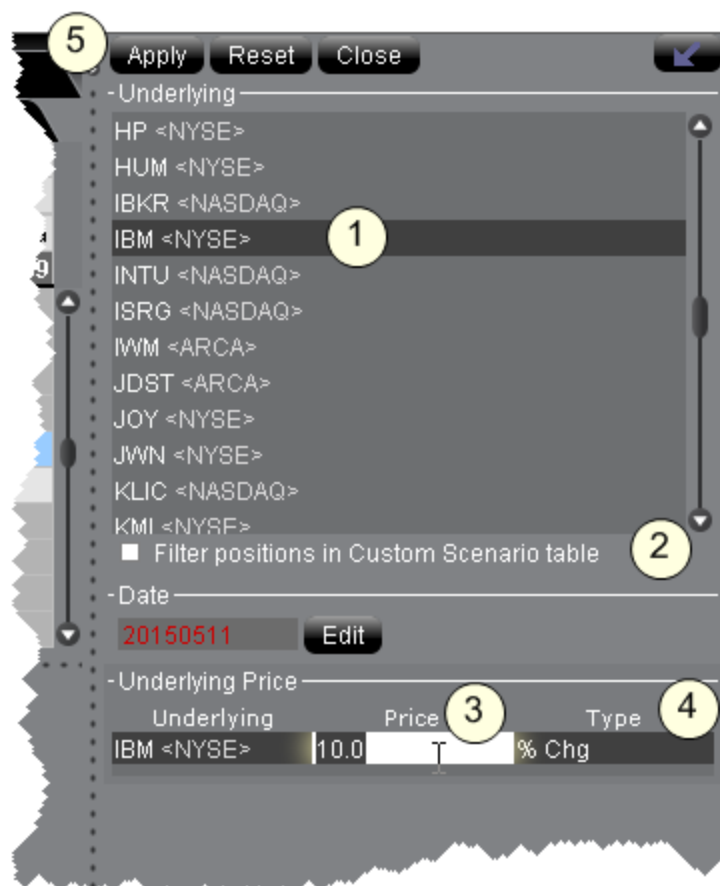 5
Apply Reset Close
Underlying
HP <NYSE>
HUM <NYSE>
IBKR <NASDAQ>
IBM <NYSE>
1
INTU <NASDAQ>
g
ISRG <NASDAQ>
IWM <ARCA>
JDST <ARCA>
JOY <NYSE>
JWN <NYSE>
KLIC <NASDAQ>
KMI <NYSE>
Filter positions in Custom Scenario table
2
Date
20150511 Edit
Underlying Price
Underlying Price 3 Type 4
IBM <NYSE> 10.0 % Chg